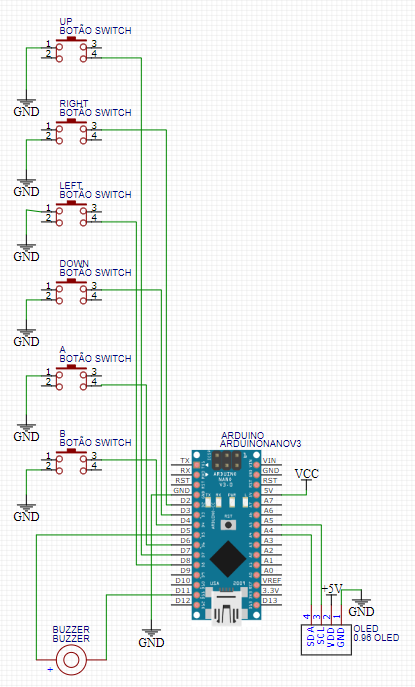 UP
BOTÃO SWITCH
1 3
2 4
GND
RIGHT
BOTÃO SWITCH
1 3
2 4
GND
LEFT
BOTÃO SWITCH
1 3
2 4
GND
DOWN
BOTÃO SWITCH
1 3
2 4
GND
A
BOTÃO SWITCH
1 3
2 4
GND
B
BOTÃO SWITCH
1 3
2 4
GND
ARDUINO
ARDUINONANOV3
TX VIN
RX GND
RST RST
GND 5V
D2 A7
D3 A6
D4 A5
D5 A4
D6 A3
D7 A2
D8 A1
D9 A0
D10 VREF
D11 3.3V
D12 D13
ARDUINO
NANO
V3.0
RST
USA 2009
VCC
GND
+5V
GND
4 3 2 1
SDA SCL VDD GND
OLED
0.96 OLED
BUZZER
BUZZER
+